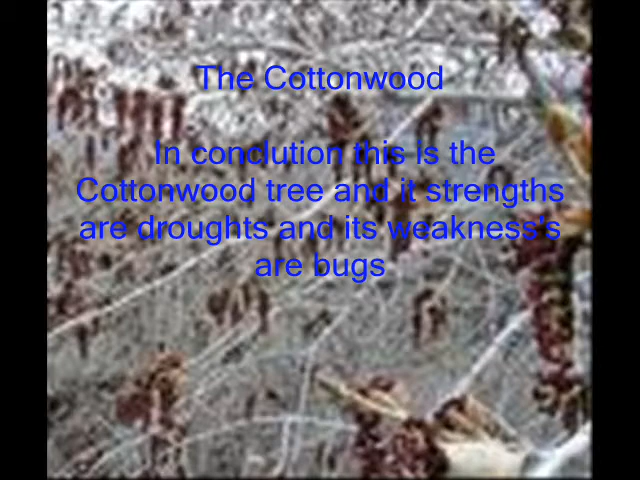 The Cottonwood
In conclution this is the
Cottonwood tree and it strengths
are droughts and its weakness's
are bugs